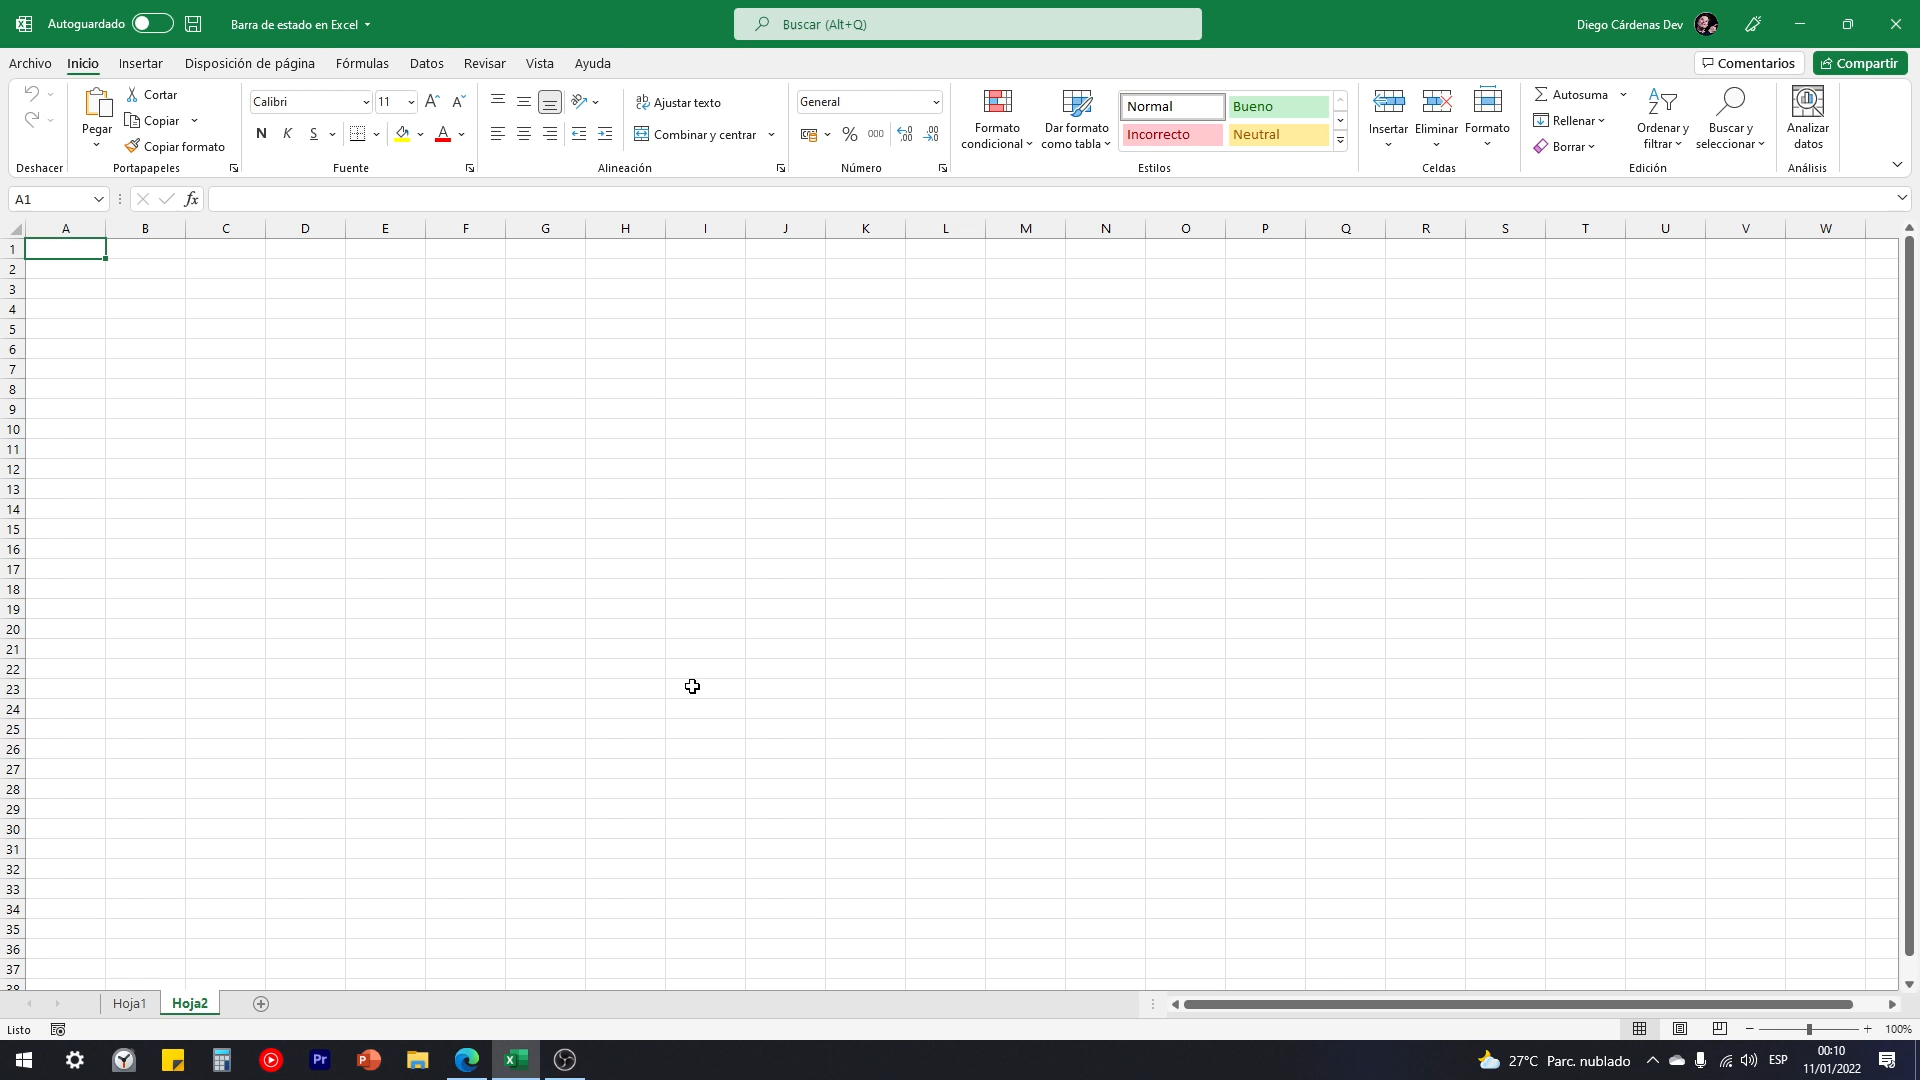 Autoguardado
Barra de estado en Excel
Buscar (Alt+Q)
Diego Cárdenas Dev
Archivo Inicio Insertar Disposición de página Fórmulas Datos Revisar Vista Ayuda
Comentarios Compartir
Deshacer
Pegar
Cortar
Copiar
Copiar formato
Portapapeles
Calibri 11
N K S
Fuente
Ajustar texto
Combinar y centrar
Alineación
General
% 000
Número
Formato condicional
Dar formato como tabla
Normal Bueno
Incorrecto Neutral
Estilos
Insertar Eliminar Formato
Celdas
Autosuma
Rellenar
Borrar
Ordenar y filtrar
Buscar y seleccionar
Edición
Analizar datos
Análisis
A1 fx
A B C D E F G H I J K L M N O P Q R S T U V W
1
2
3
4
5
6
7
8
9
10
11
12
13
14
15
16
17
18
19
20
21
22
23
24
25
26
27
28
29
30
31
32
33
34
35
36
37
38
Hoja1 Hoja2
Listo
100%
27°C Parc. nublado
ESP
00:10
11/01/2022